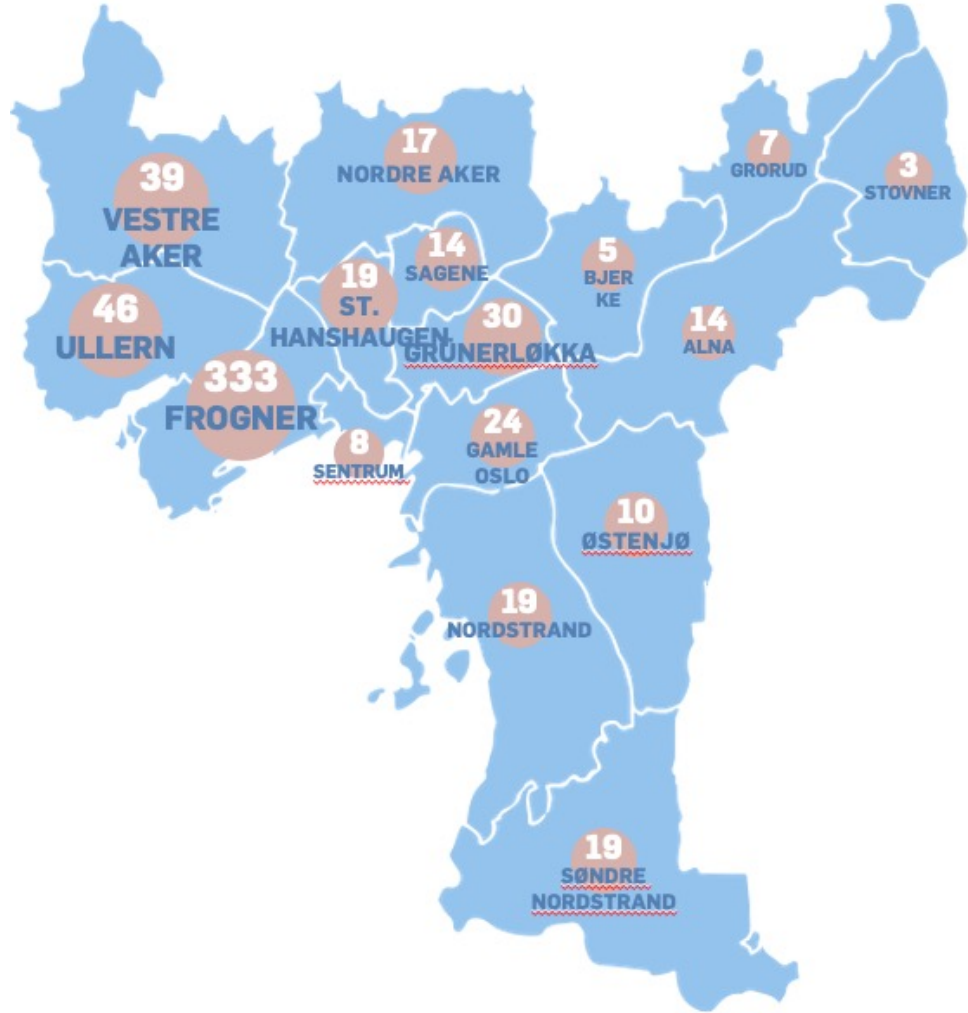 17
NORDRE AKER
7
GRORUD
3
STOVNER
39
VESTRE
AKER
14
SAGENE
5
BJER
KE
19
ST.
HANSHAUGEN
46
ULLERN
30
GRÜNERLØKKA
14
ALNA
333
FROGNER
8
SENTRUM
24
GAMLE
OSLO
10
ØSTENJØ
19
NORDSTRAND
19
SØNDRE
NORDSTRAND